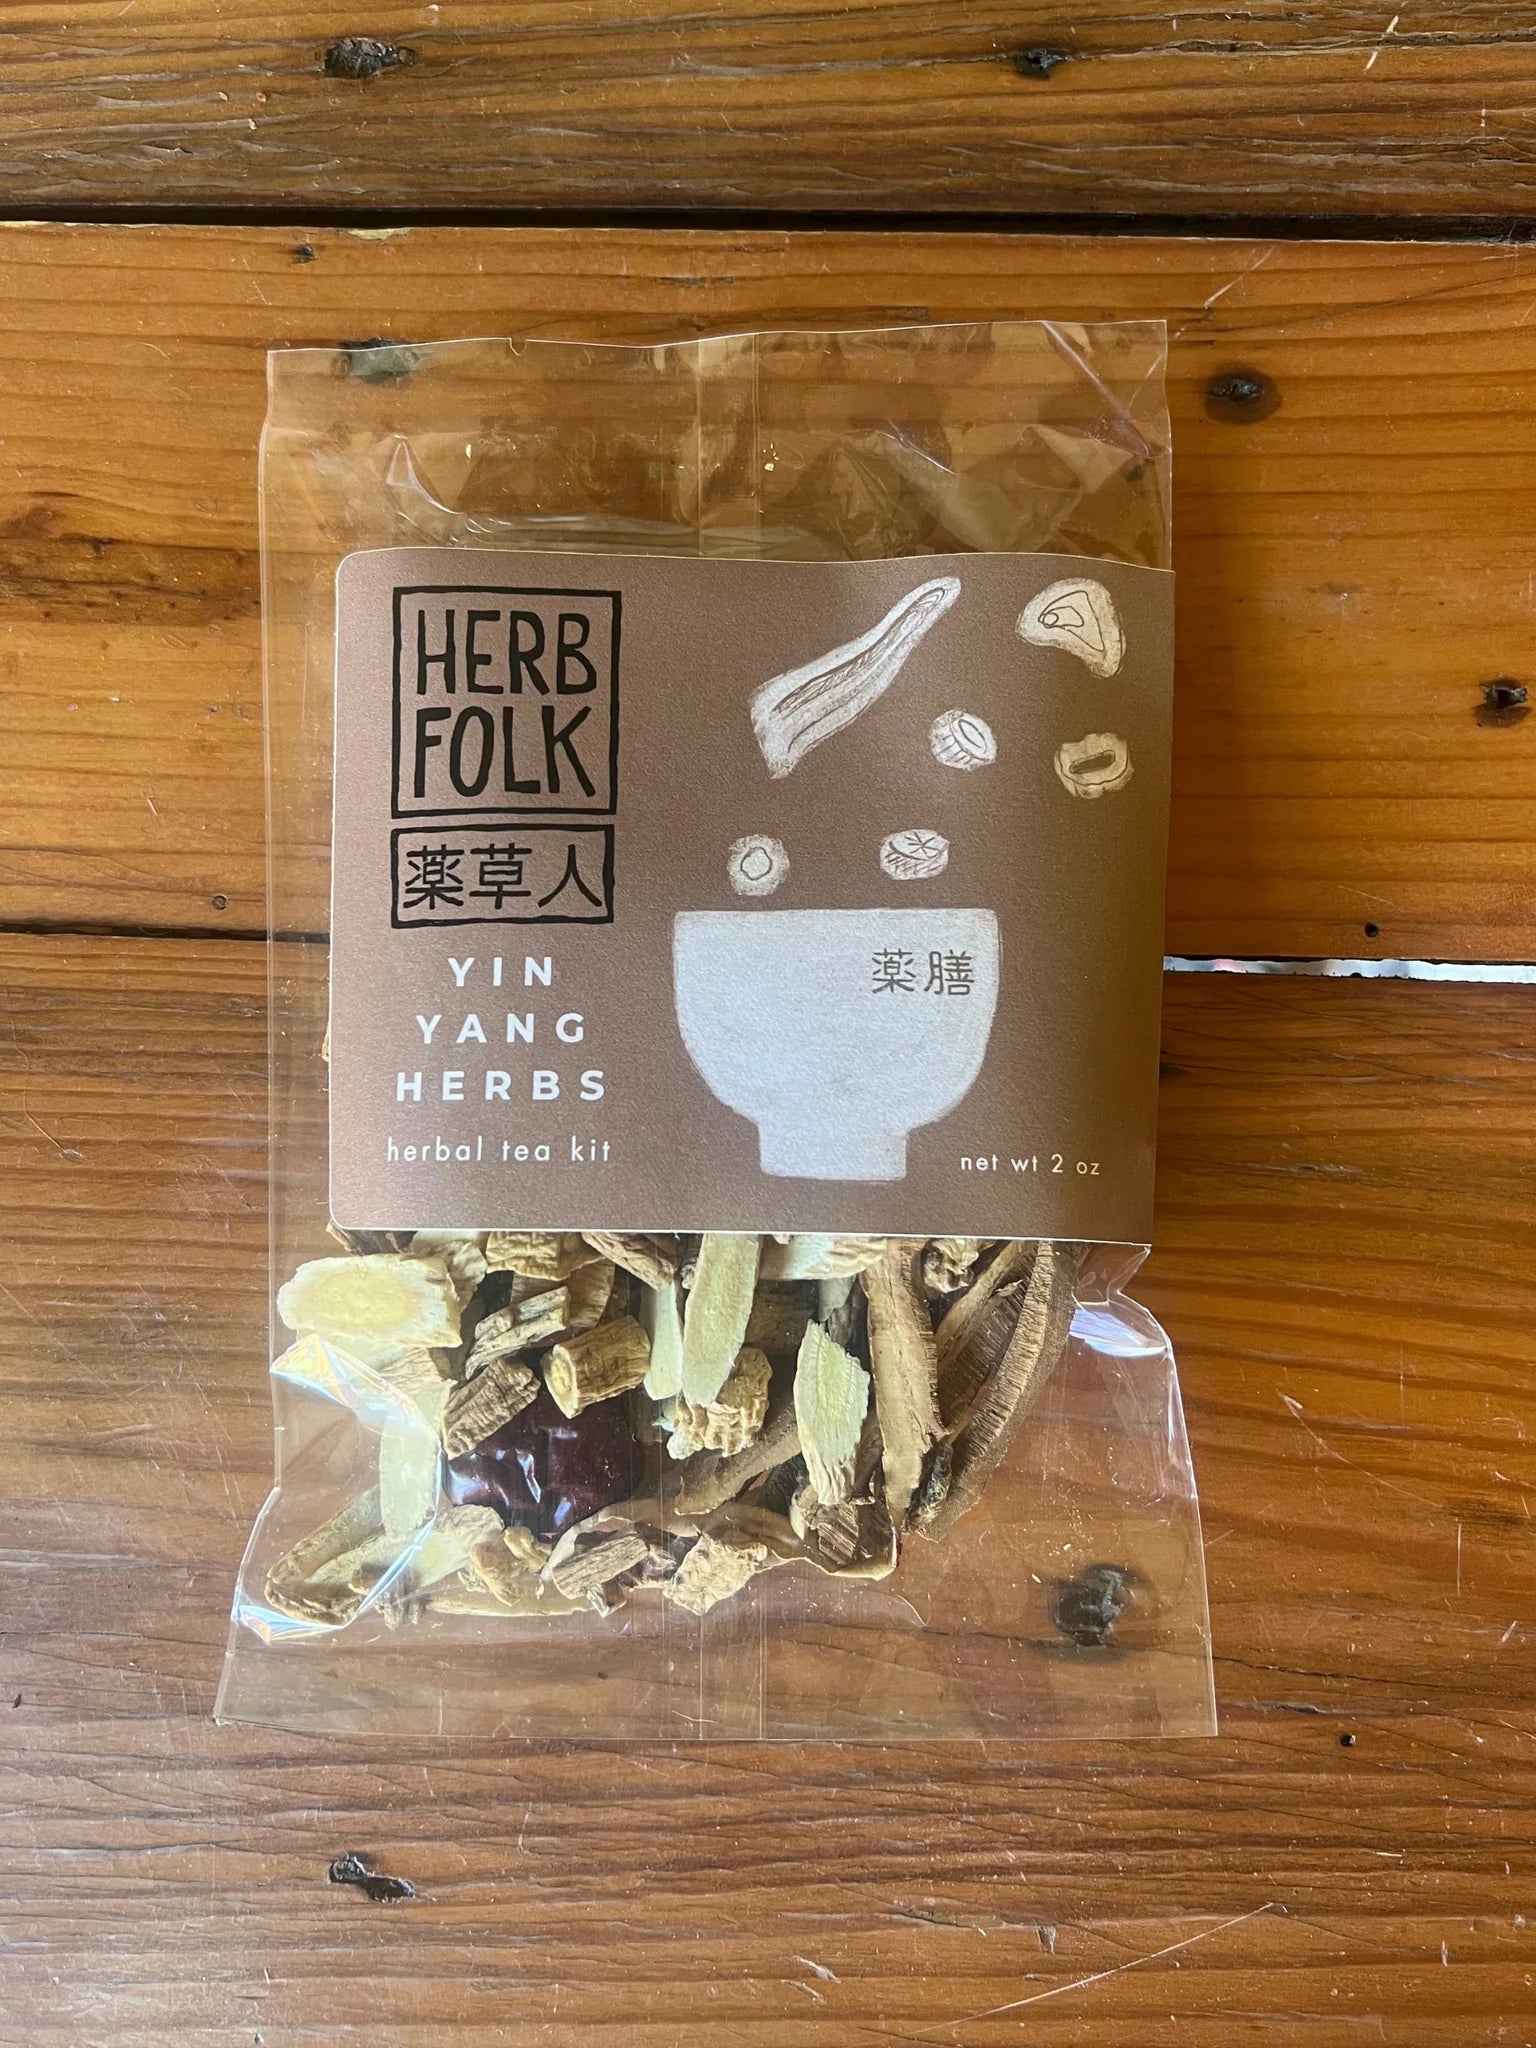 HERB
FOLK
薬草人
YIN
YANG
HERBS
herbal tea kit
薬膳
net wt 2 oz